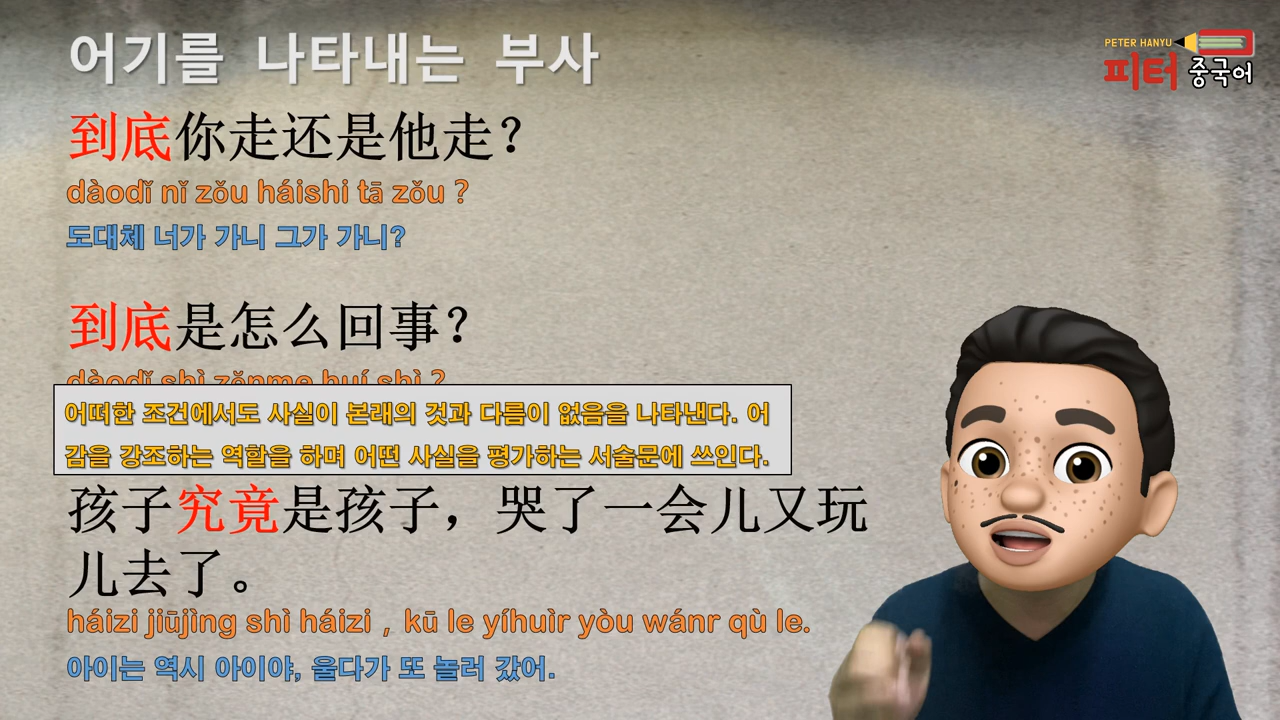 어기를 나타내는 부사
PETER HANYU
피터 중국어
到底你走还是他走?
dàodǐ nǐ zǒu háishi tā zǒu ?
도대체 너가 가니 그가 가니?
到底是怎么回事?
dàodǐ shì zěnme huí shì ?
어떠한 조건에서도 사실이 본래의 것과 다름이 없음을 나타낸다. 어
감을 강조하는 역할을 하며 어떤 사실을 평가하는 서술문에 쓰인다.
孩子究竟是孩子，哭了一会儿又玩
儿去了。
háizi jiūjìng shì háizi , kū le yíhuìr yòu wánr qù le.
아이는 역시 아이야, 울다가 또 놀러 갔어.